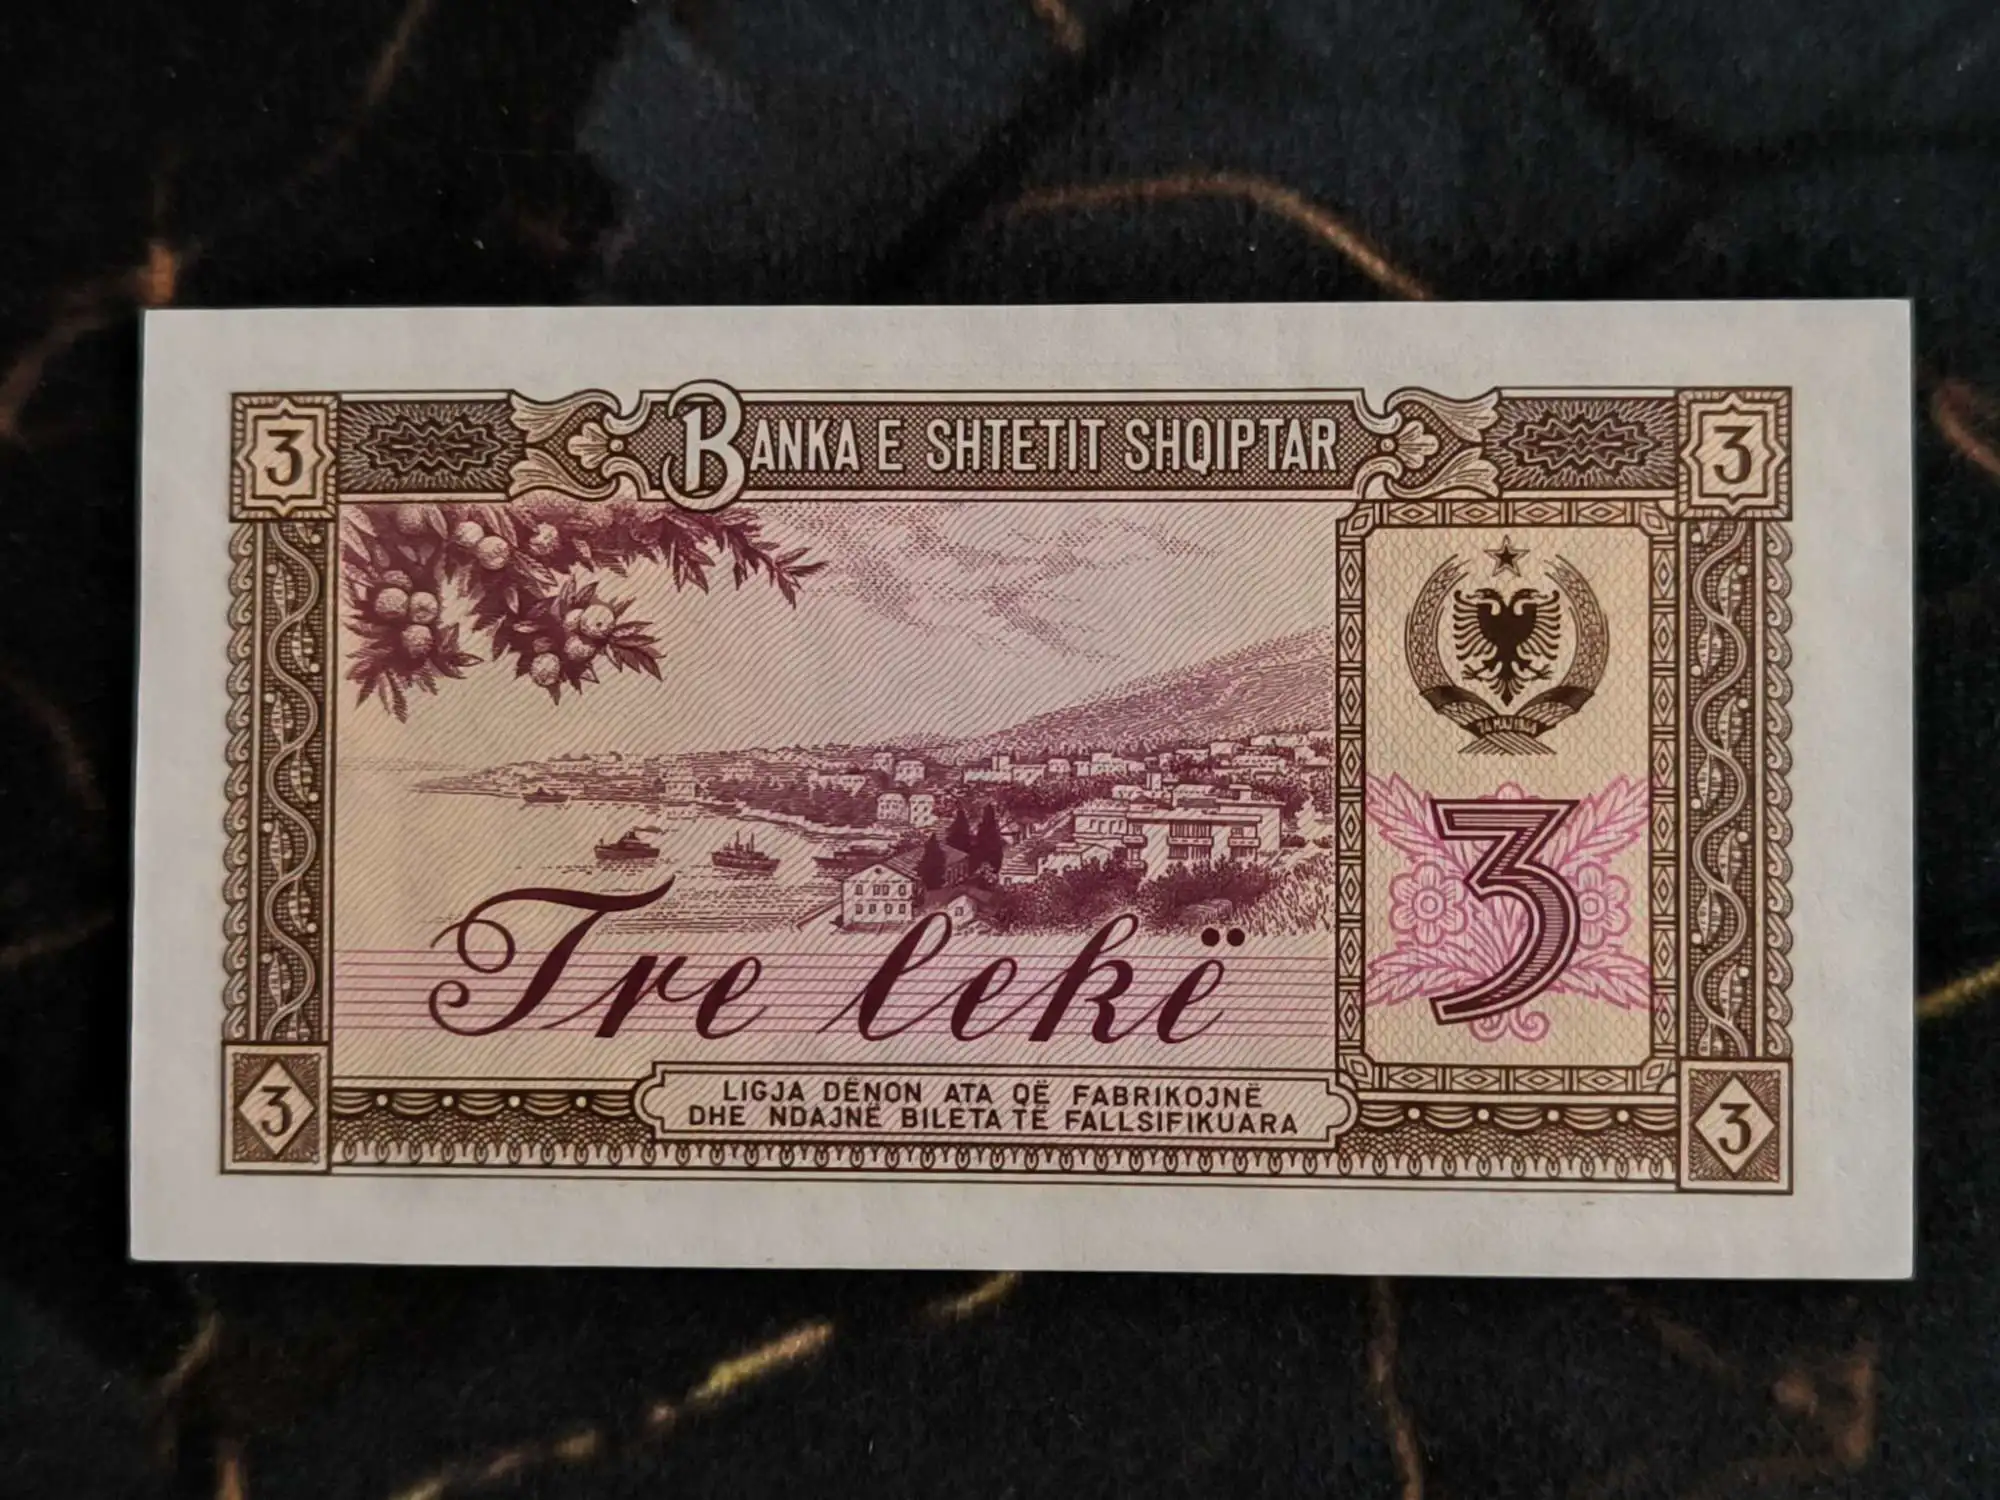 3 BANKA E SHTETIT SHQIPTAR 3
3
Tre lekë
LIGJA DËNON ATA QË FABRIKOJNË
DHE NDAJNË BILETA TË FALLSIFIKUARA
3 3